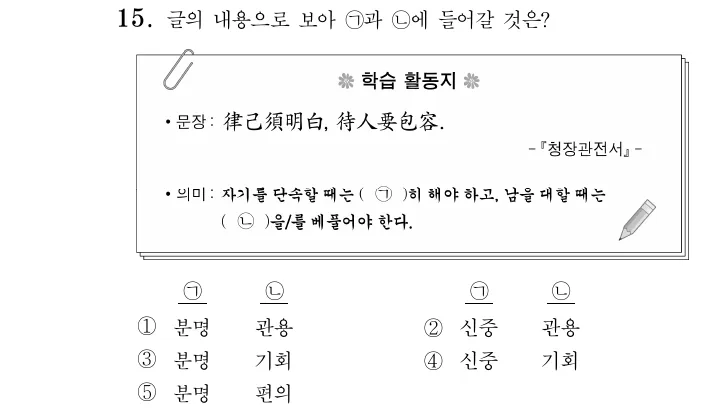 15. 글의 내용으로 보아 ㉠과 ㉡에 들어갈 것은?
학습 활동지
• 문장 : 律己須明白, 待人要包容.
-『청장관전서』-
• 의미 : 자기를 단속할 때는 ( ㉠ )히 해야 하고, 남을 대할 때는
( ㉡ )을/를 베풀어야 한다.
㉠ ㉡ ㉠ ㉡
① 분명 관용 ② 신중 관용
③ 분명 기회 ④ 신중 기회
⑤ 분명 편의